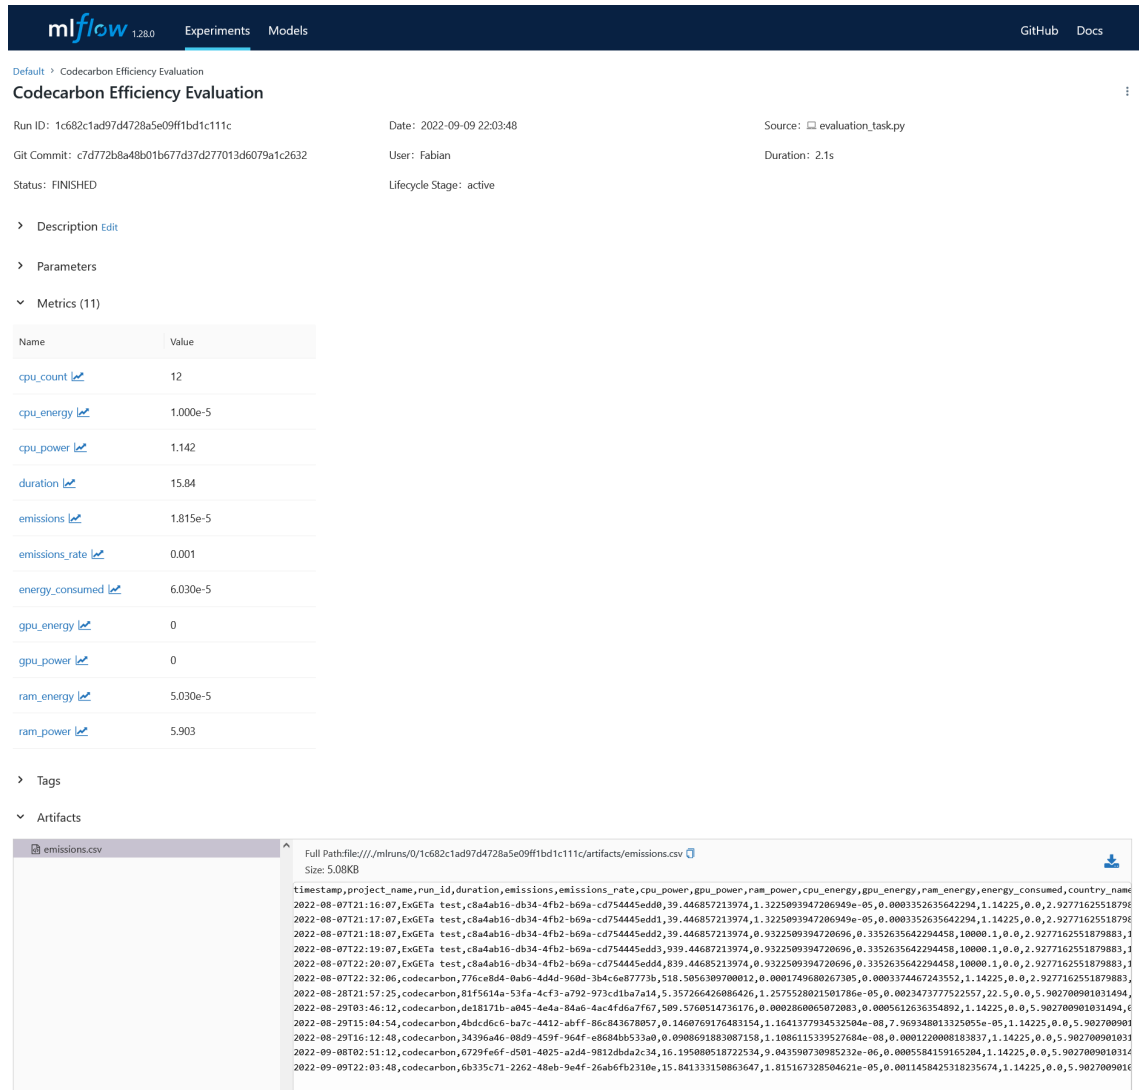 mlflow 1.28.0 Experiments Models GitHub Docs
Default > Codecarbon Efficiency Evaluation
Codecarbon Efficiency Evaluation
Run ID: 1c682c1ad97d4728a5e09ff1bd1c111c Date: 2022-09-09 22:03:48 Source: evaluation_task.py
Git Commit: c7d772b8a48b01b677d37d277013d6079a1c2632 User: Fabian Duration: 2.1s
Status: FINISHED Lifecycle Stage: active
Description Edit
Parameters
Metrics (11)
Name Value
cpu_count 12
cpu_energy 1.000e-5
cpu_power 1.142
duration 15.84
emissions 1.815e-5
emissions_rate 0.001
energy_consumed 6.030e-5
gpu_energy 0
gpu_power 0
ram_energy 5.030e-5
ram_power 5.903
Tags
Artifacts
emissions.csv
Full Path:file:///./mlruns/0/1c682c1ad97d4728a5e09ff1bd1c111c/artifacts/emissions.csv
Size: 5.08KB
timestamp,project_name,run_id,duration,emissions,emissions_rate,cpu_power,gpu_power,ram_power,cpu_energy,gpu_energy,ram_energy,energy_consumed,country_name
2022-08-07T21:16:07,ExGETa test,c8a4ab16-db34-4fb2-b69a-cd754445edd0,39.446857213974,1.3225093947206949e-05,0.0003352635642294,1.14225,0.0,2.9277162551879
2022-08-07T21:17:07,ExGETa test,c8a4ab16-db34-4fb2-b69a-cd754445edd1,39.446857213974,1.3225093947206949e-05,0.0003352635642294,1.14225,0.0,2.9277162551879
2022-08-07T21:18:07,ExGETa test,c8a4ab16-db34-4fb2-b69a-cd754445edd2,39.446857213974,0.9322509394720696,0.3352635642294458,10000.1,0.0,2.9277162551879883,1
2022-08-07T22:19:07,ExGETa test,c8a4ab16-db34-4fb2-b69a-cd754445edd3,939.44687213974,0.9322509394720696,0.3352635642294458,10000.1,0.0,2.9277162551879883,1
2022-08-07T22:20:07,ExGETa test,c8a4ab16-db34-4fb2-b69a-cd754445edd4,839.44685213974,0.9322509394720696,0.3352635642294458,10000.1,0.0,2.9277162551879883,1
2022-08-07T22:32:06,codecarbon,776ce8d4-0ab6-4d4d-960d-3b4c6e87773b,518.5056309700012,0.0001749680267305,0.0003374467243552,1.14225,0.0,2.9277162551879883,
2022-08-28T21:57:25,codecarbon,81f5614a-53fa-4cf3-a792-973cd1ba7a14,5.357266426086426,1.2575528021501786e-05,0.0023473777522557,22.5,0.0,5.902700901031494,
2022-08-29T03:46:12,codecarbon,de18171b-a045-4e4a-84a6-4ac4fd6a7f67,509.5760514736176,0.0002860065072083,0.0005612636354892,1.14225,0.0,5.902700901031494,
2022-08-29T15:04:54,codecarbon,4bdcd6c6-ba7c-4412-abff-86c843678057,0.1460769176483154,1.1641377934532504e-08,7.969348013325055e-05,1.14225,0.0,5.902700901
2022-08-29T16:12:48,codecarbon,34396a46-08d9-459f-964f-e8684bb533a0,0.0908691883087158,1.1086115339527684e-08,0.0001220008183837,1.14225,0.0,5.902700901031
2022-09-08T02:51:12,codecarbon,6729fe6f-d501-4025-a2d4-9812dbda2c34,16.195080518722534,9.043590730985232e-06,0.0005584159165204,1.14225,0.0,5.9027009010314
2022-09-09T22:03:48,codecarbon,6b335c71-2262-48eb-9e4f-26ab6fb2310e,15.841333150863647,1.815167328504621e-05,0.0011458425318235674,1.14225,0.0,5.902700901